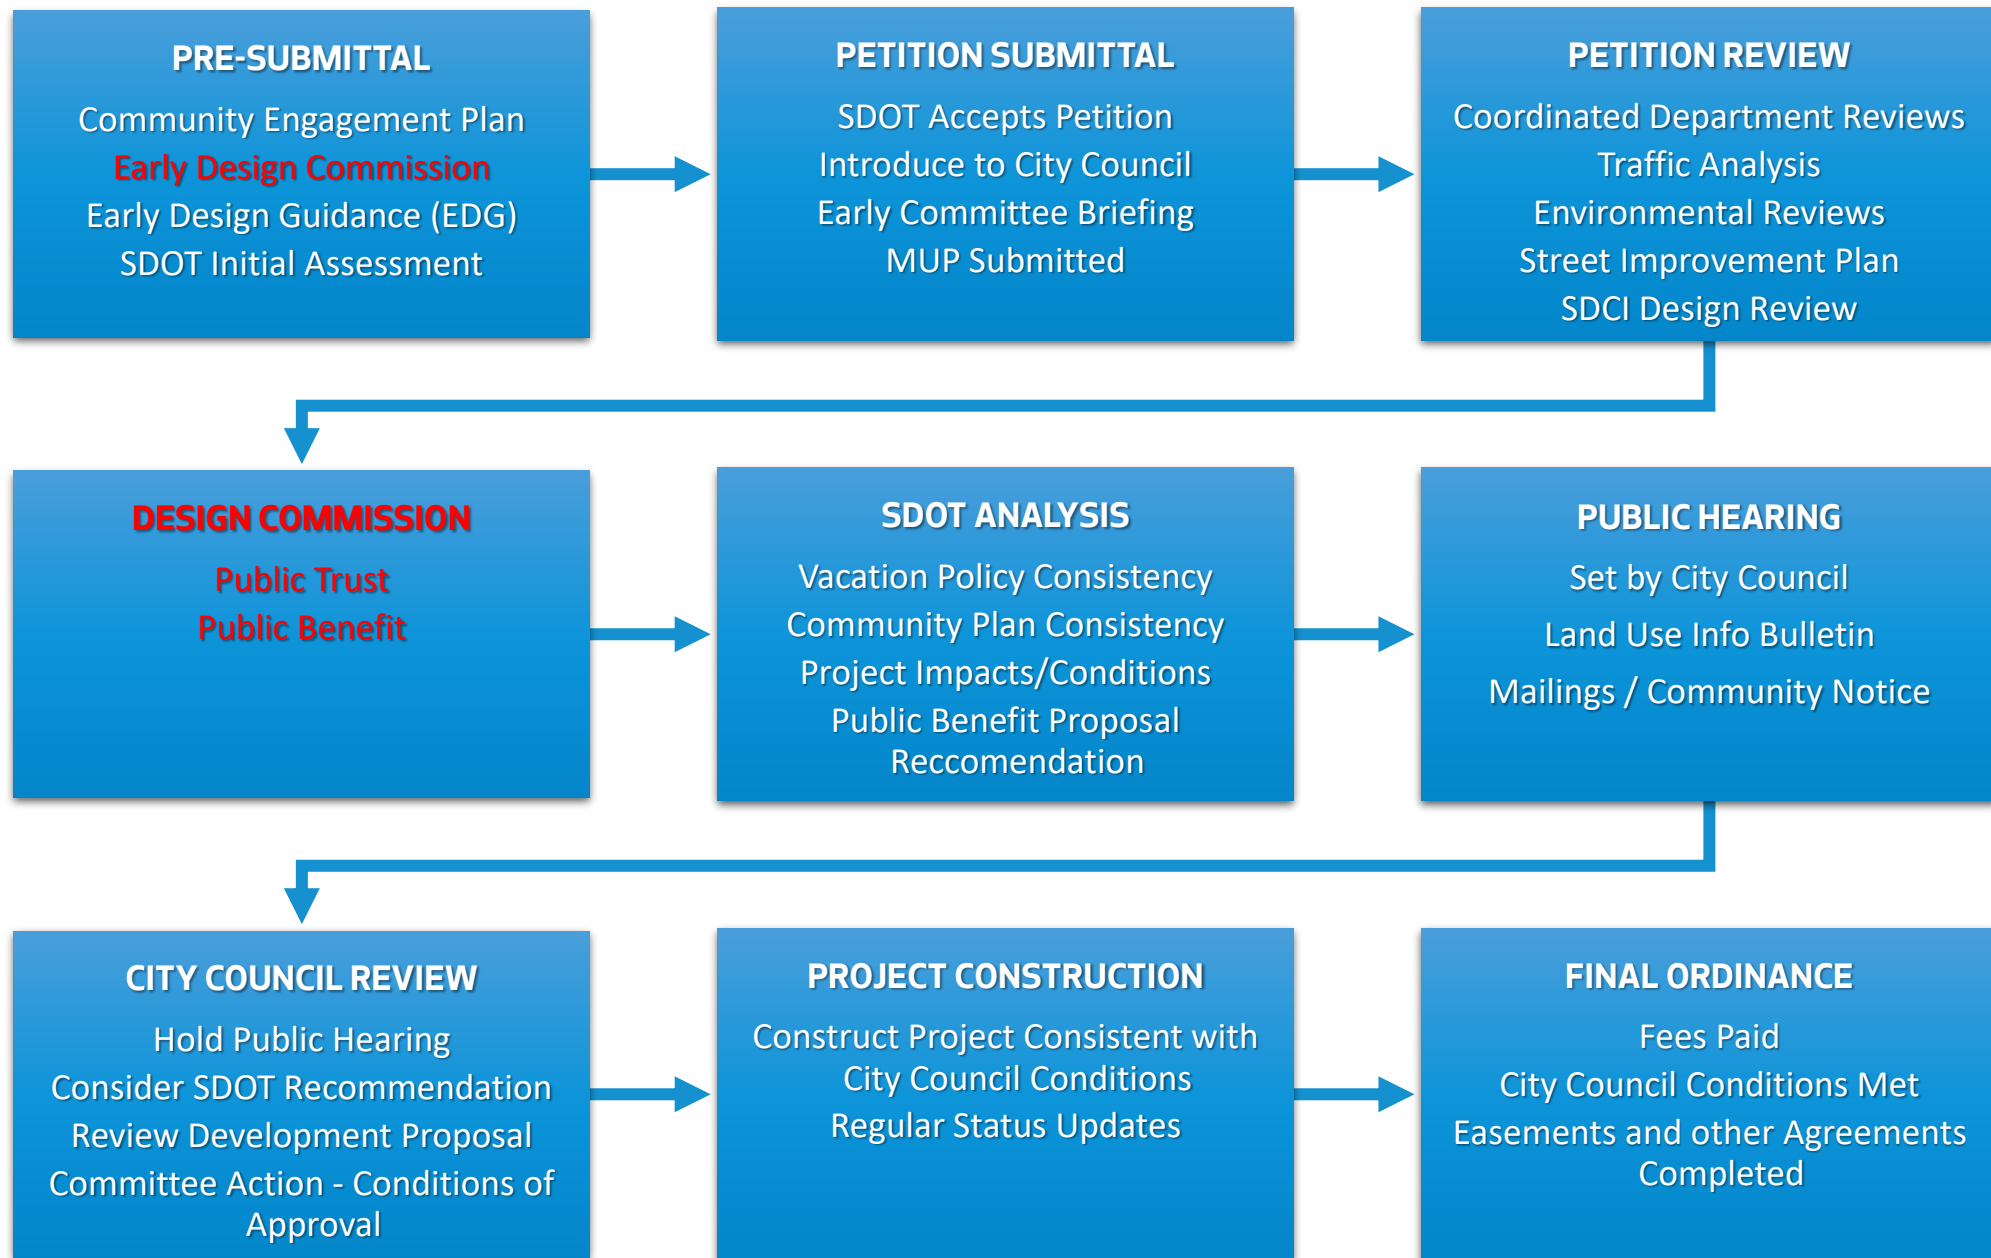 PRE-SUBMITTAL
Community Engagement Plan
Early Design Commission
Early Design Guidance (EDG)
SDOT Initial Assessment
PETITION SUBMITTAL
SDOT Accepts Petition
Introduce to City Council
Early Committee Briefing
MUP Submitted
PETITION REVIEW
Coordinated Department Reviews
Traffic Analysis
Environmental Reviews
Street Improvement Plan
SDCI Design Review
DESIGN COMMISSION
Public Trust
Public Benefit
SDOT ANALYSIS
Vacation Policy Consistency
Community Plan Consistency
Project Impacts/Conditions
Public Benefit Proposal
Reccomendation
PUBLIC HEARING
Set by City Council
Land Use Info Bulletin
Mailings / Community Notice
CITY COUNCIL REVIEW
Hold Public Hearing
Consider SDOT Recommendation
Review Development Proposal
Committee Action - Conditions of
Approval
PROJECT CONSTRUCTION
Construct Project Consistent with
City Council Conditions
Regular Status Updates
FINAL ORDINANCE
Fees Paid
City Council Conditions Met
Easements and other Agreements
Completed